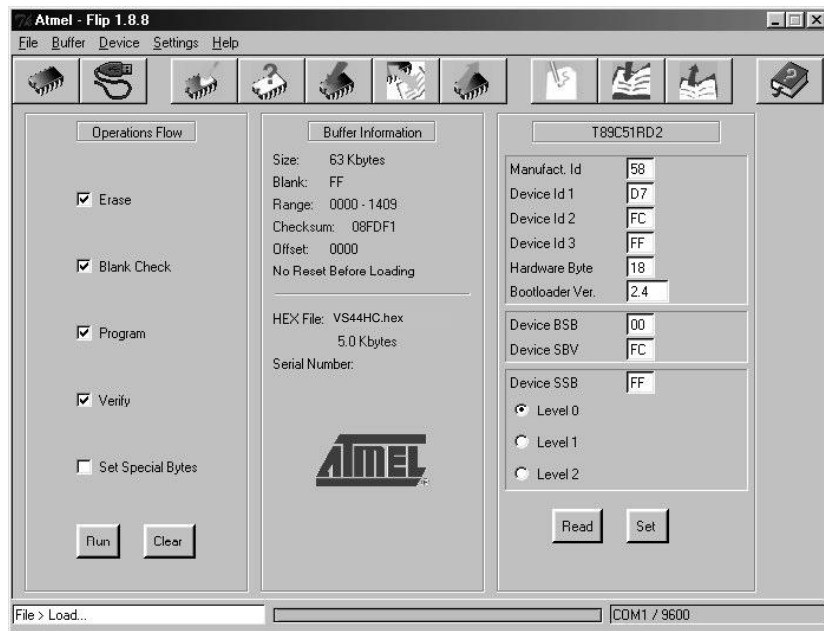 Atmel - Flip 1.8.8
File Buffer Device Settings Help
Operations Flow
Erase
Blank Check
Program
Verify
Set Special Bytes
Run Clear
Buffer Information
Size: 63 Kbytes
Blank: FF
Range: 0000 - 1409
Checksum: 08FDF1
Offset: 0000
No Reset Before Loading
HEX File: VS44HC.hex
5.0 Kbytes
Serial Number:
ATMEL
T89C51RD2
Manufact. Id 58
Device Id 1 D7
Device Id 2 FC
Device Id 3 FF
Hardware Byte 18
Bootloader Ver. 2.4
Device BSB 00
Device SBV FC
Device SSB FF
Level 0
Level 1
Level 2
Read Set
File > Load...
COM1 / 9600